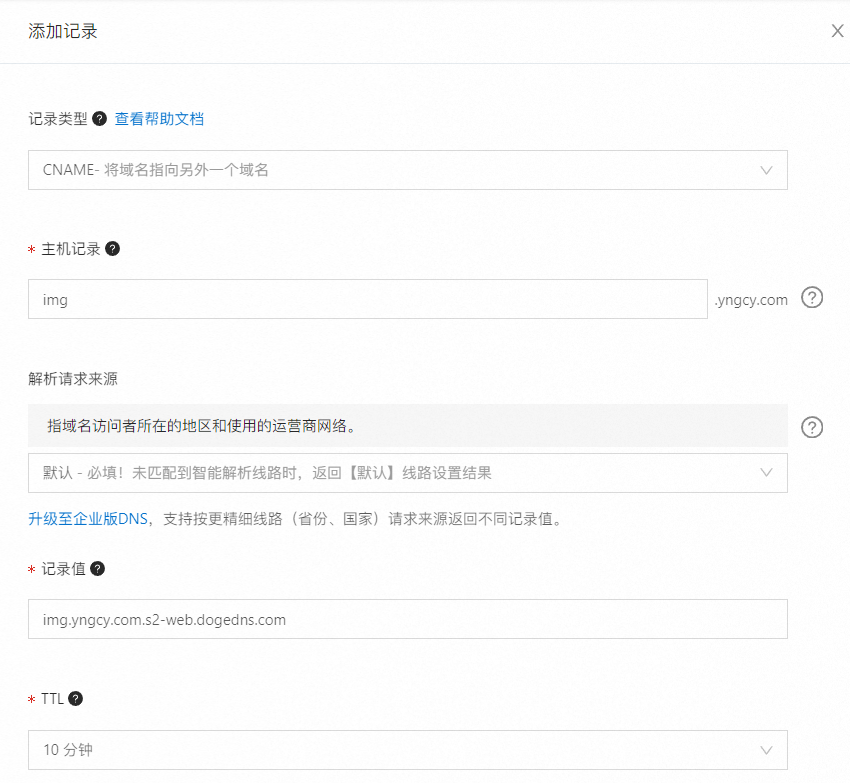 添加记录
记录类型 ? 查看帮助文档
CNAME- 将域名指向另外一个域名
* 主机记录 ?
img .yngcy.com ?
解析请求来源
指域名访问者所在的地区和使用的运营商网络。 ?
默认 - 必填！未匹配到智能解析线路时，返回【默认】线路设置结果
升级至企业版DNS，支持按更精细线路（省份、国家）请求来源返回不同记录值。
* 记录值 ?
img.yngcy.com.s2-web.dogedns.com
* TTL ?
10 分钟